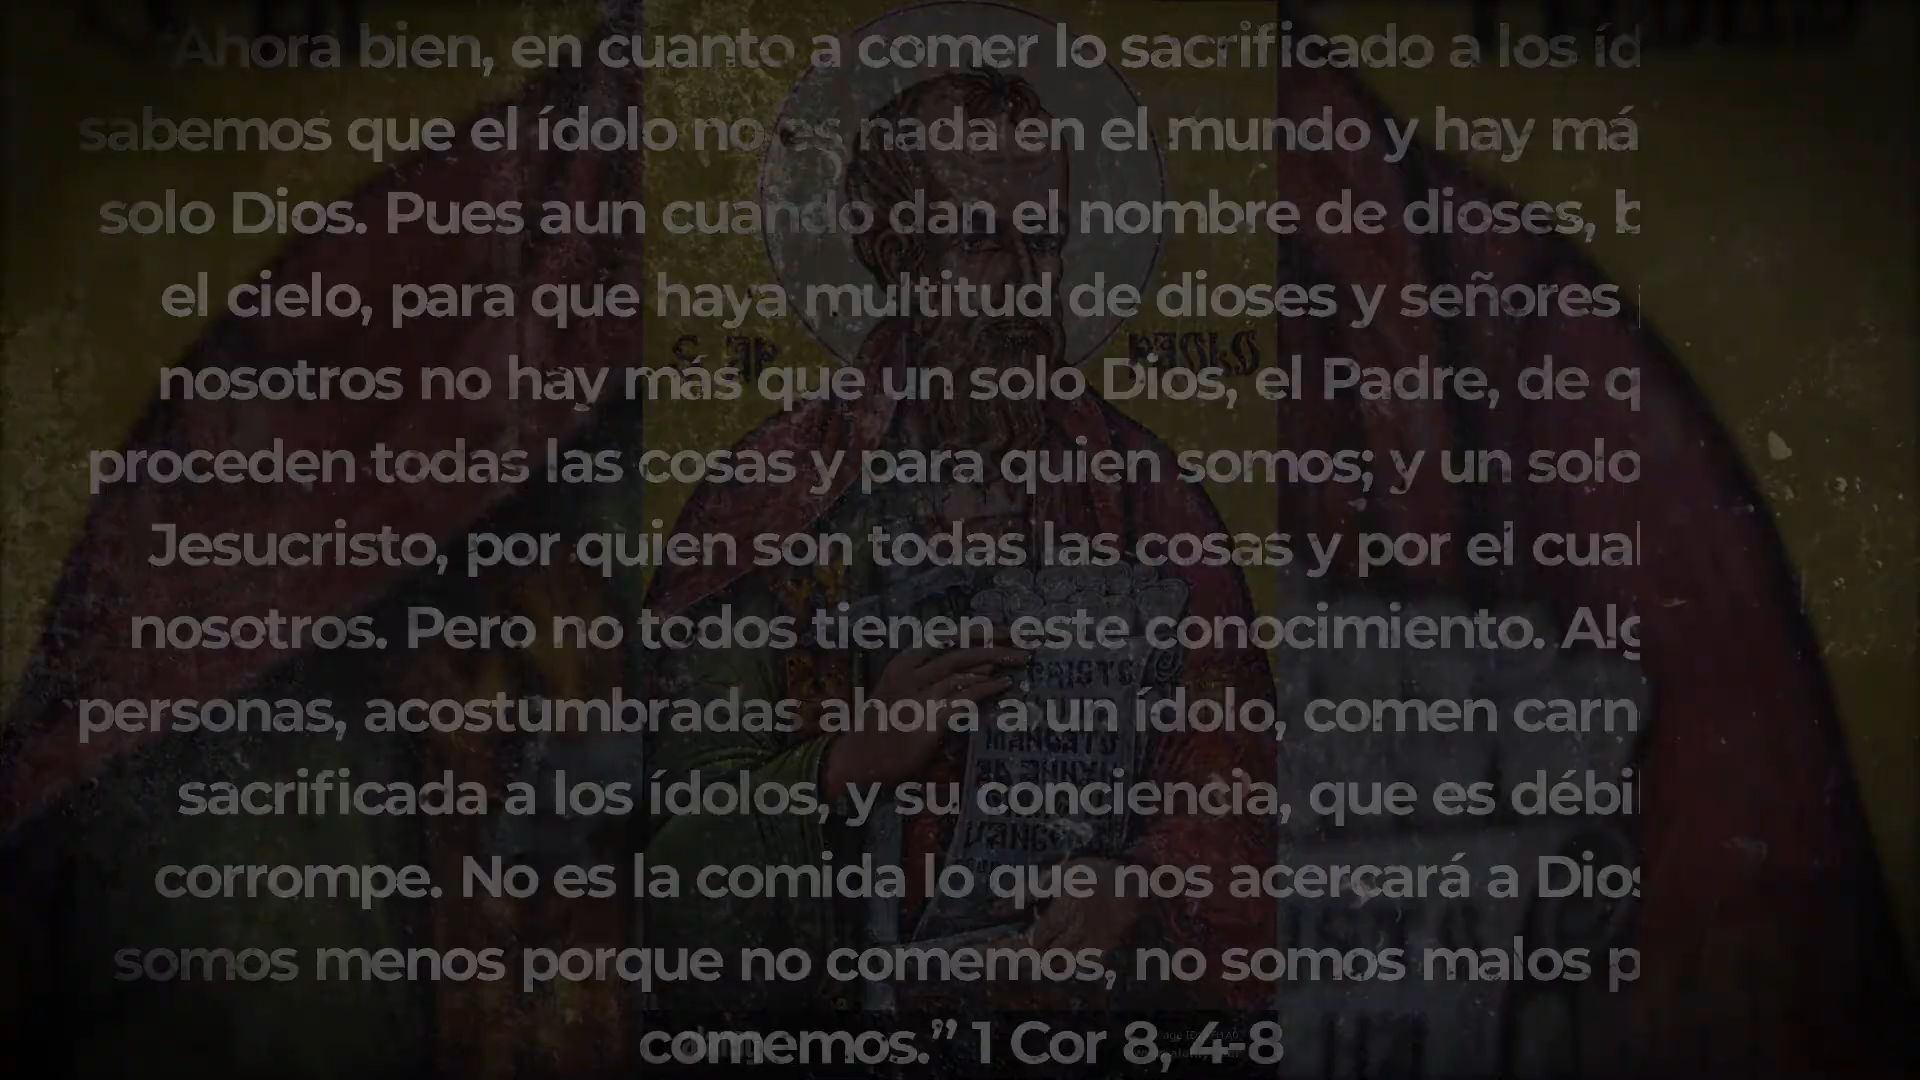 “Ahora bien, en cuanto a comer lo sacrificado a los íd
sabemos que el ídolo no es nada en el mundo y hay má
solo Dios. Pues aun cuando dan el nombre de dioses, b
el cielo, para que haya multitud de dioses y señores
nosotros no hay más que un solo Dios, el Padre, de q
proceden todas las cosas y para quien somos; y un solo
Jesucristo, por quien son todas las cosas y por el cual
nosotros. Pero no todos tienen este conocimiento. Alg
personas, acostumbradas ahora a un ídolo, comen carn
sacrificada a los ídolos, y su conciencia, que es débil
corrompe. No es la comida lo que nos acercará a Dios
somos menos porque no comemos, no somos malos p
comemos.” 1 Cor 8, 4-8